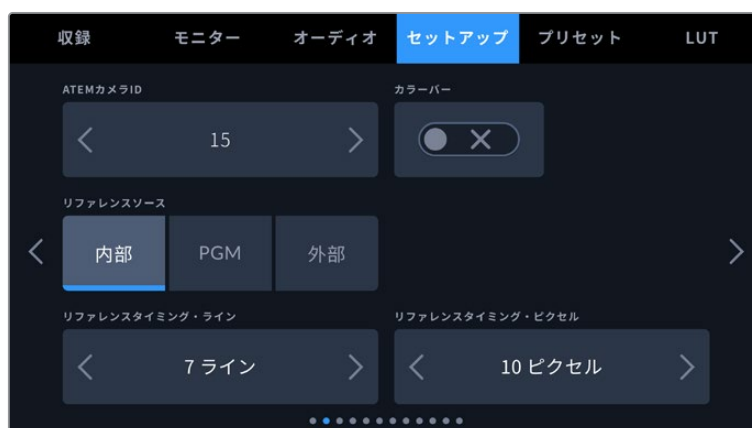 収録 モニター オーディオ セットアップ プリセット LUT
ATEMカメラID カラーバー
15
リファレンスソース
内部 PGM 外部
リファレンスタイミング・ライン リファレンスタイミング・ピクセル
7 ライン 10 ピクセル